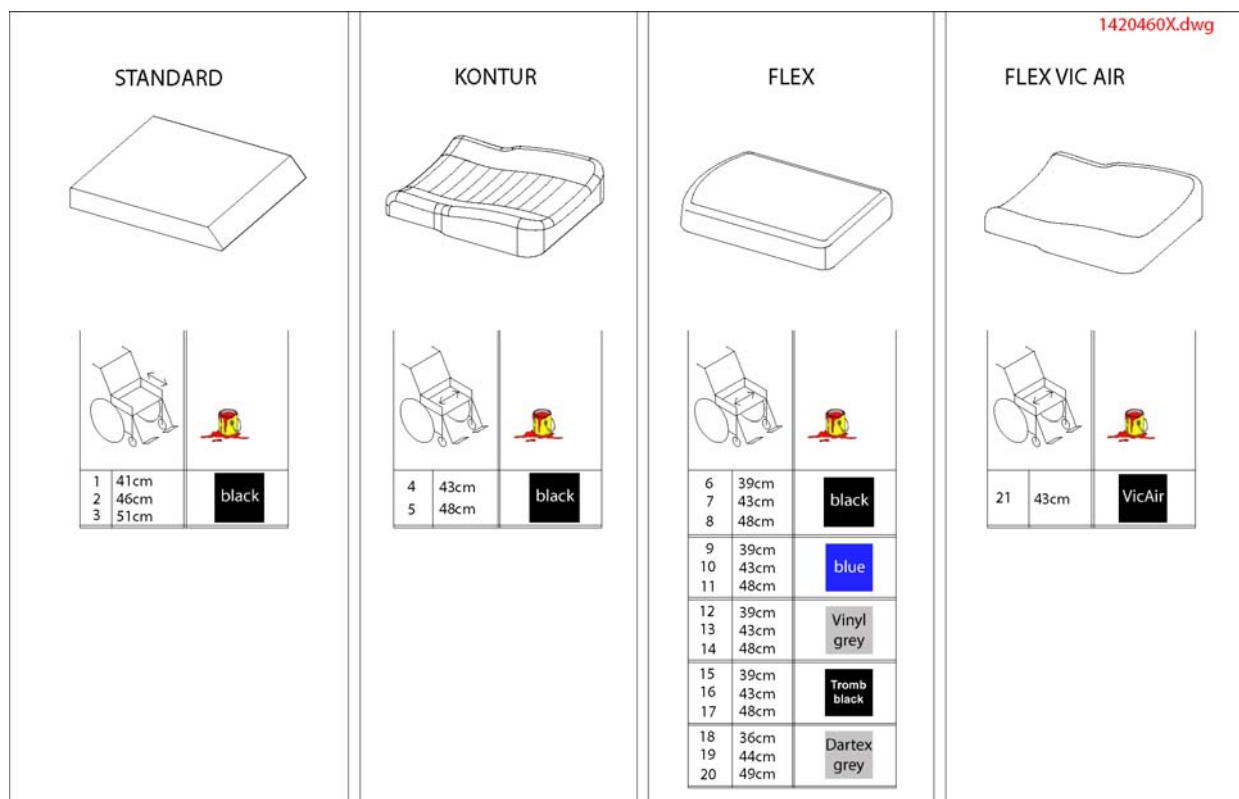 1420460X.dwg
STANDARD
1 41cm
2 46cm
3 51cm
black
KONTUR
4 43cm
5 48cm
black
FLEX
6 39cm
7 43cm
8 48cm
black
9 39cm
10 43cm
11 48cm
blue
12 39cm
13 43cm
14 48cm
Vinyl
grey
15 39cm
16 43cm
17 48cm
Tromb
black
18 36cm
19 44cm
20 49cm
Dartex
grey
FLEX VIC AIR
21 43cm
VicAir